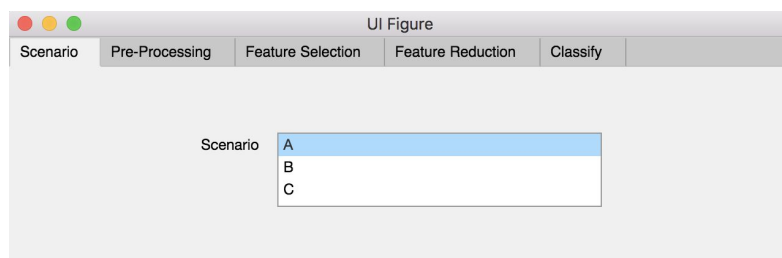 UI Figure
Scenario Pre-Processing Feature Selection Feature Reduction Classify
Scenario A
B
C